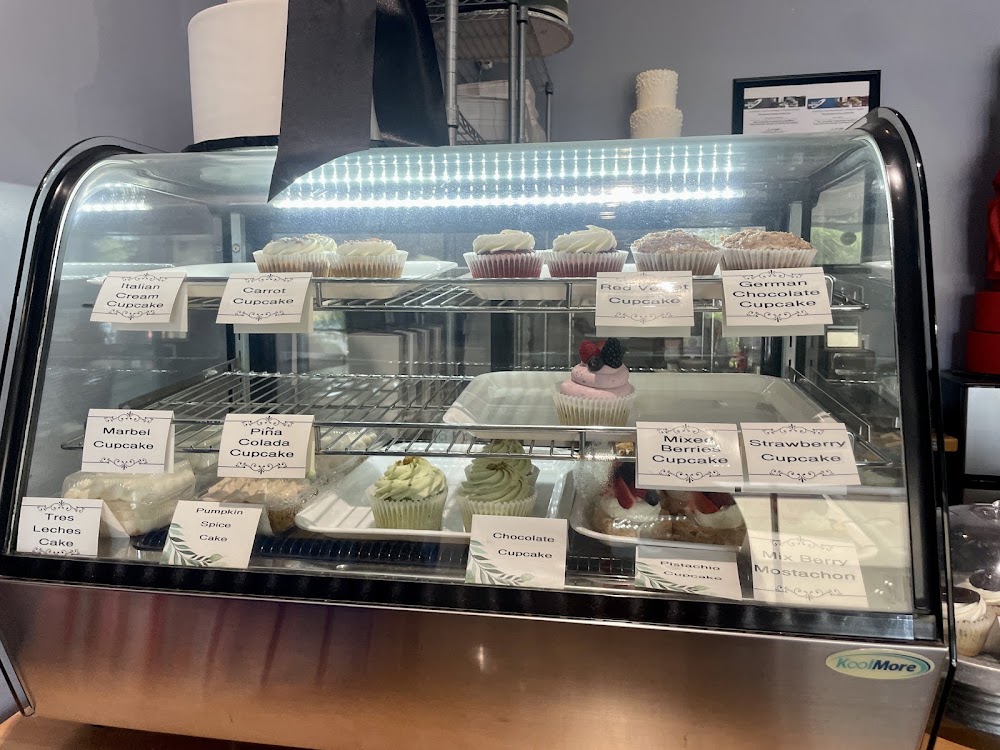 Italian
Cream
Cupcake
Carrot
Cupcake
Red Velvet
Cupcake
German
Chocolate
Cupcake
Marbel
Cupcake
Piña
Colada
Cupcake
Mixed
Berries
Cupcake
Strawberry
Cupcake
Tres
Leches
Cake
Pumpkin
Spice
Cake
Chocolate
Cupcake
Pistachio
Cupcake
Mix Berry
Mostachon
KoolMore